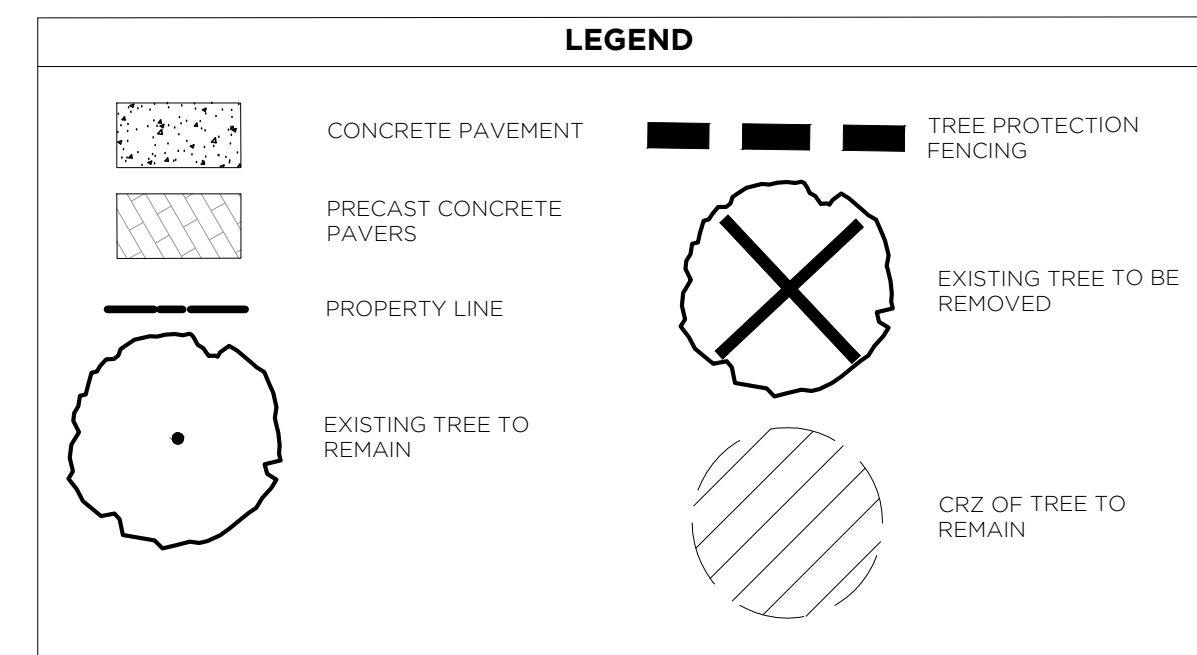 LEGEND
CONCRETE PAVEMENT
PRECAST CONCRETE
PAVERS
PROPERTY LINE
EXISTING TREE TO
REMAIN
TREE PROTECTION
FENCING
EXISTING TREE TO BE
REMOVED
CRZ OF TREE TO
REMAIN